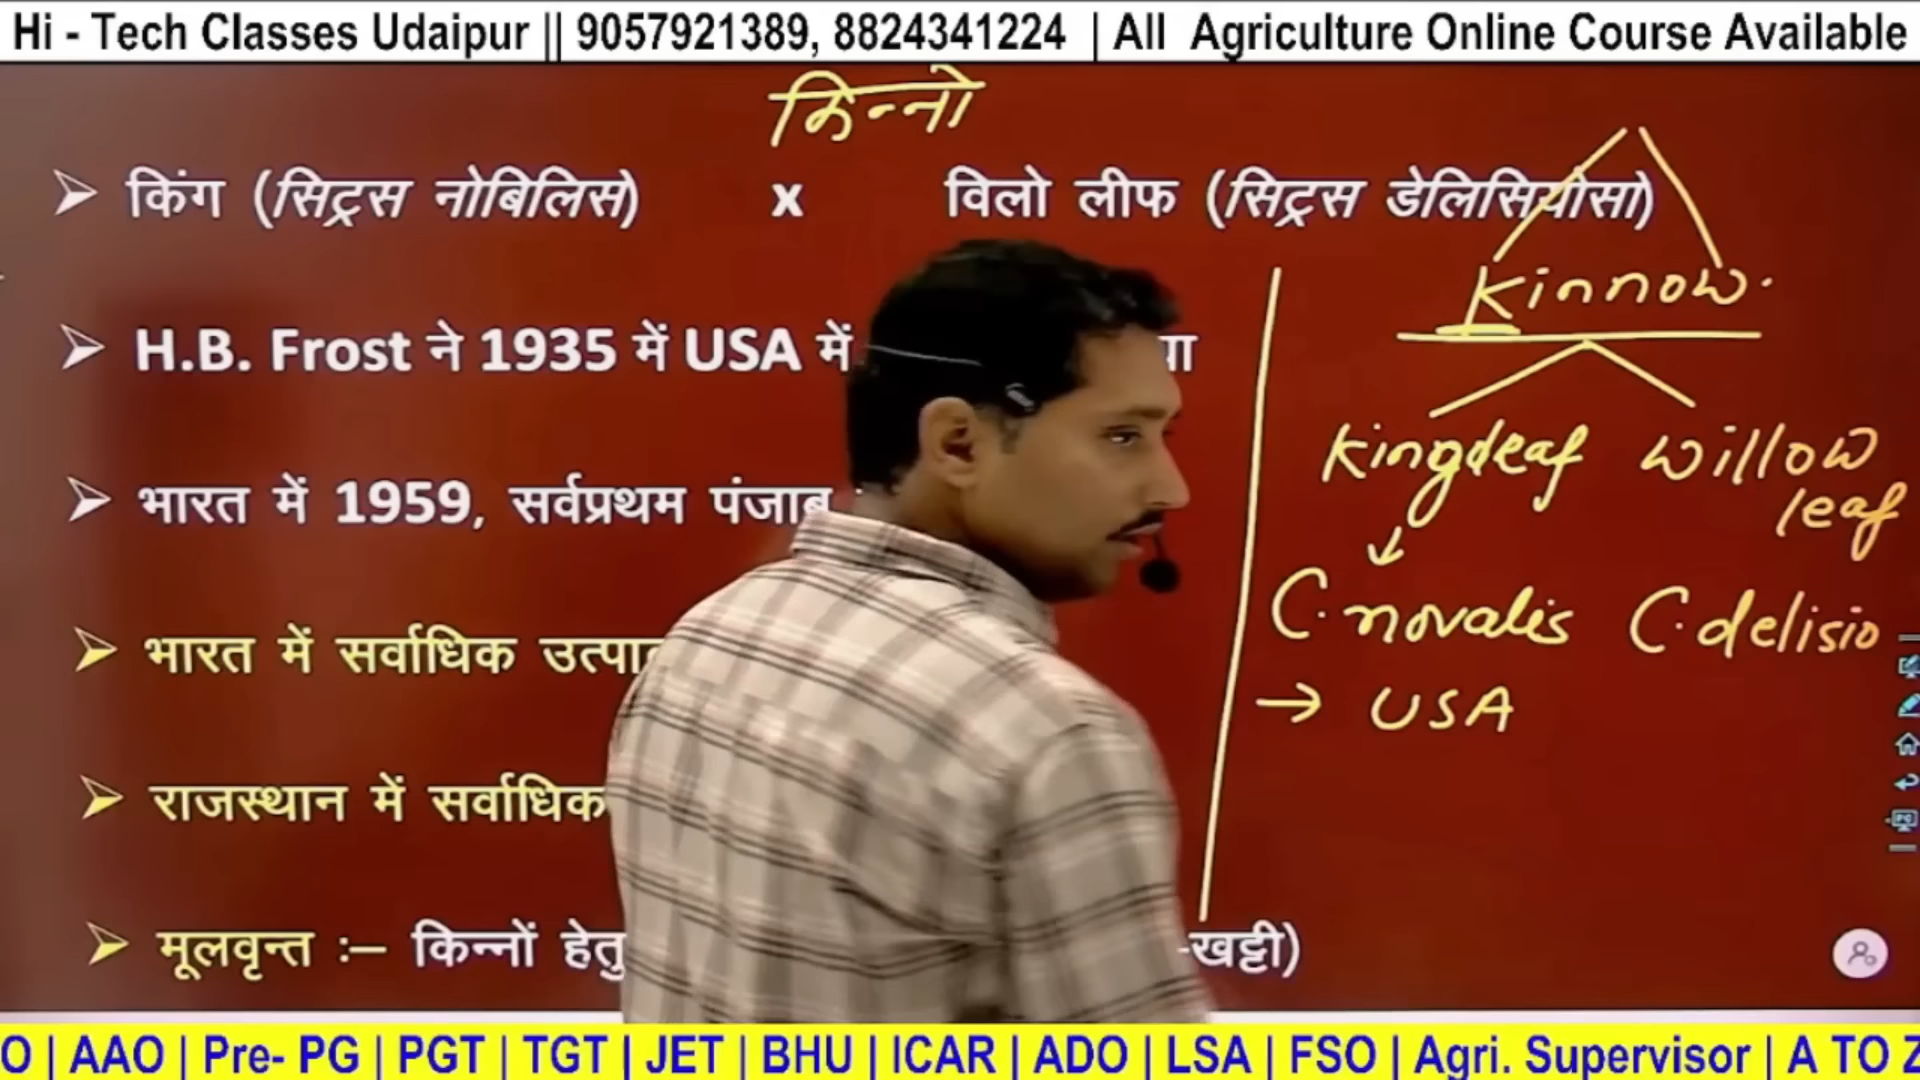 Hi - Tech Classes Udaipur || 9057921389, 8824341224 | All Agriculture Online Course Available
किन्नो
➢ किंग (सिट्रस नोबिलिस) x विलो लीफ (सिट्रस डेलिसियोसा)
Kinnow.
➢ H.B. Frost ने 1935 में USA में
Kingleaf willow
leaf
➢ भारत में 1959, सर्वप्रथम पंजाब
C. novalis C. delisio
➢ भारत में सर्वाधिक
→ USA
➢ राजस्थान में सर्वाधिक
➢ मूलवृन्त :– किन्नों हेतु -खट्टी)
O | AAO | Pre- PG | PGT | TGT | JET | BHU | ICAR | ADO | LSA | FSO | Agri. Supervisor | A TO Z